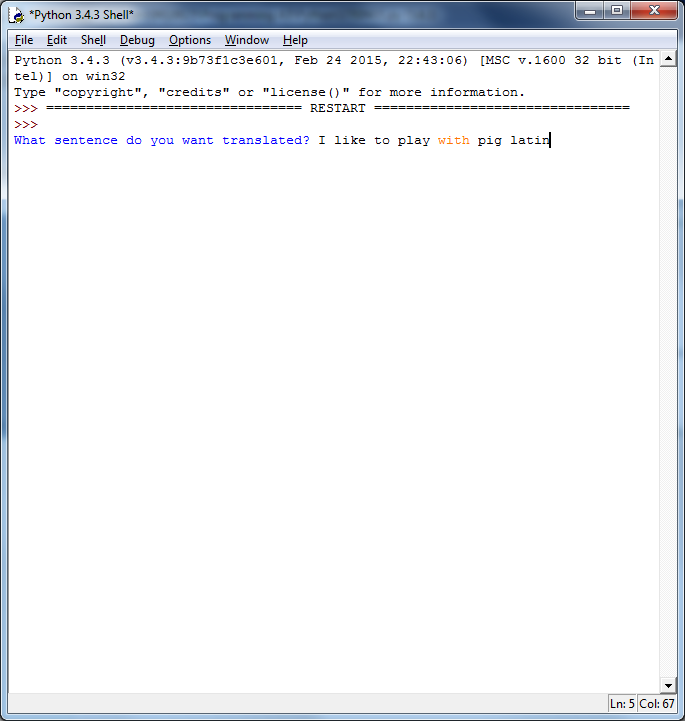 *Python 3.4.3 Shell*
File Edit Shell Debug Options Window Help
Python 3.4.3 (v3.4.3:9b73f1c3e601, Feb 24 2015, 22:43:06) [MSC v.1600 32 bit (In
tel)] on win32
Type "copyright", "credits" or "license()" for more information.
>>> ================================ RESTART ================================
>>>
What sentence do you want translated? I like to play with pig latin
Ln: 5 Col: 67